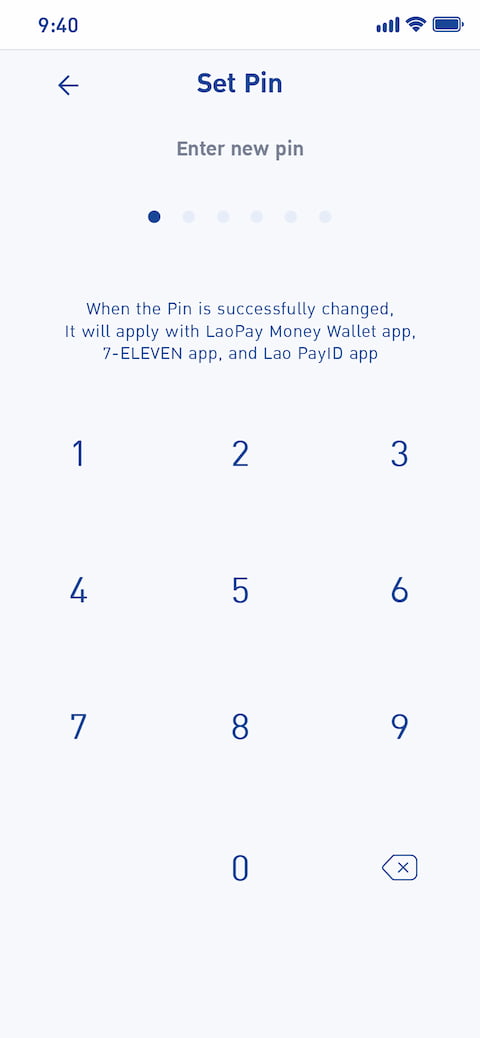 9:40
Set Pin
Enter new pin
When the Pin is successfully changed,
It will apply with LaoPay Money Wallet app,
7-ELEVEN app, and Lao PayID app
1 2 3
4 5 6
7 8 9
0